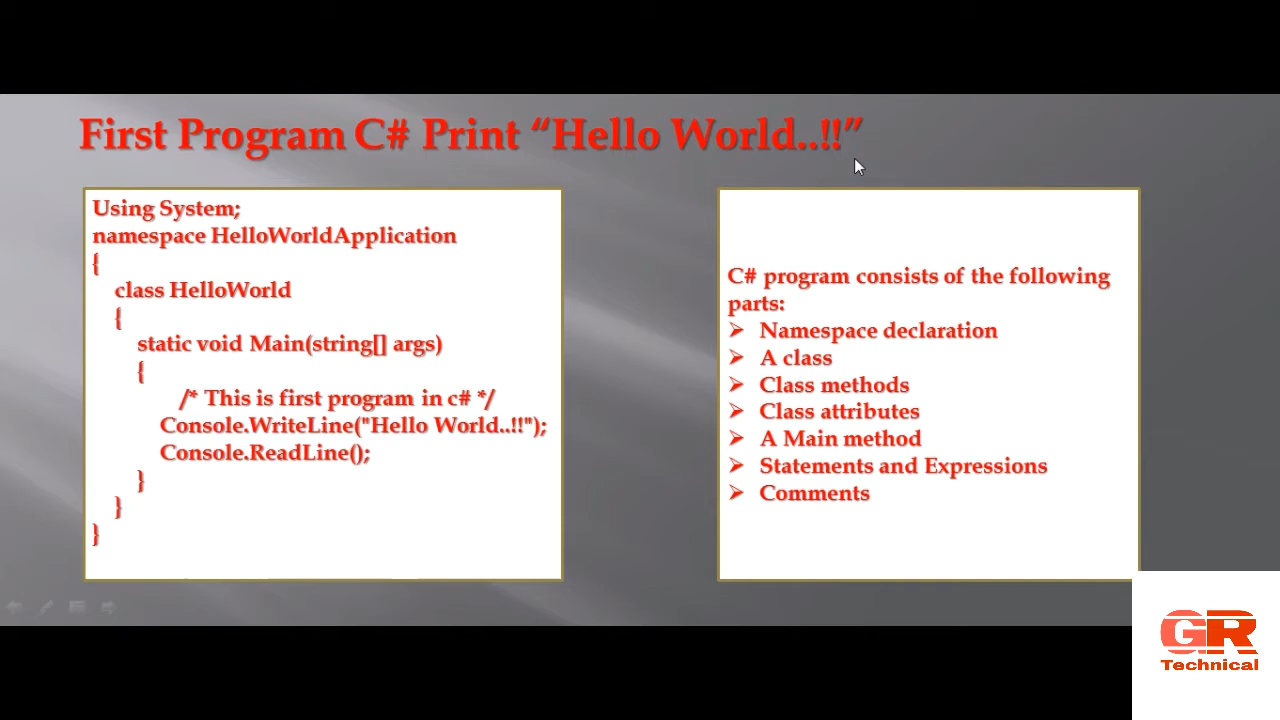 First Program C# Print “Hello World..!!”
Using System;
namespace HelloWorldApplication
{
class HelloWorld
{
static void Main(string[] args)
{
/* This is first program in c# */
Console.WriteLine("Hello World..!!");
Console.ReadLine();
}
}
}
C# program consists of the following
parts:
➢ Namespace declaration
➢ A class
➢ Class methods
➢ Class attributes
➢ A Main method
➢ Statements and Expressions
➢ Comments
GR
Technical